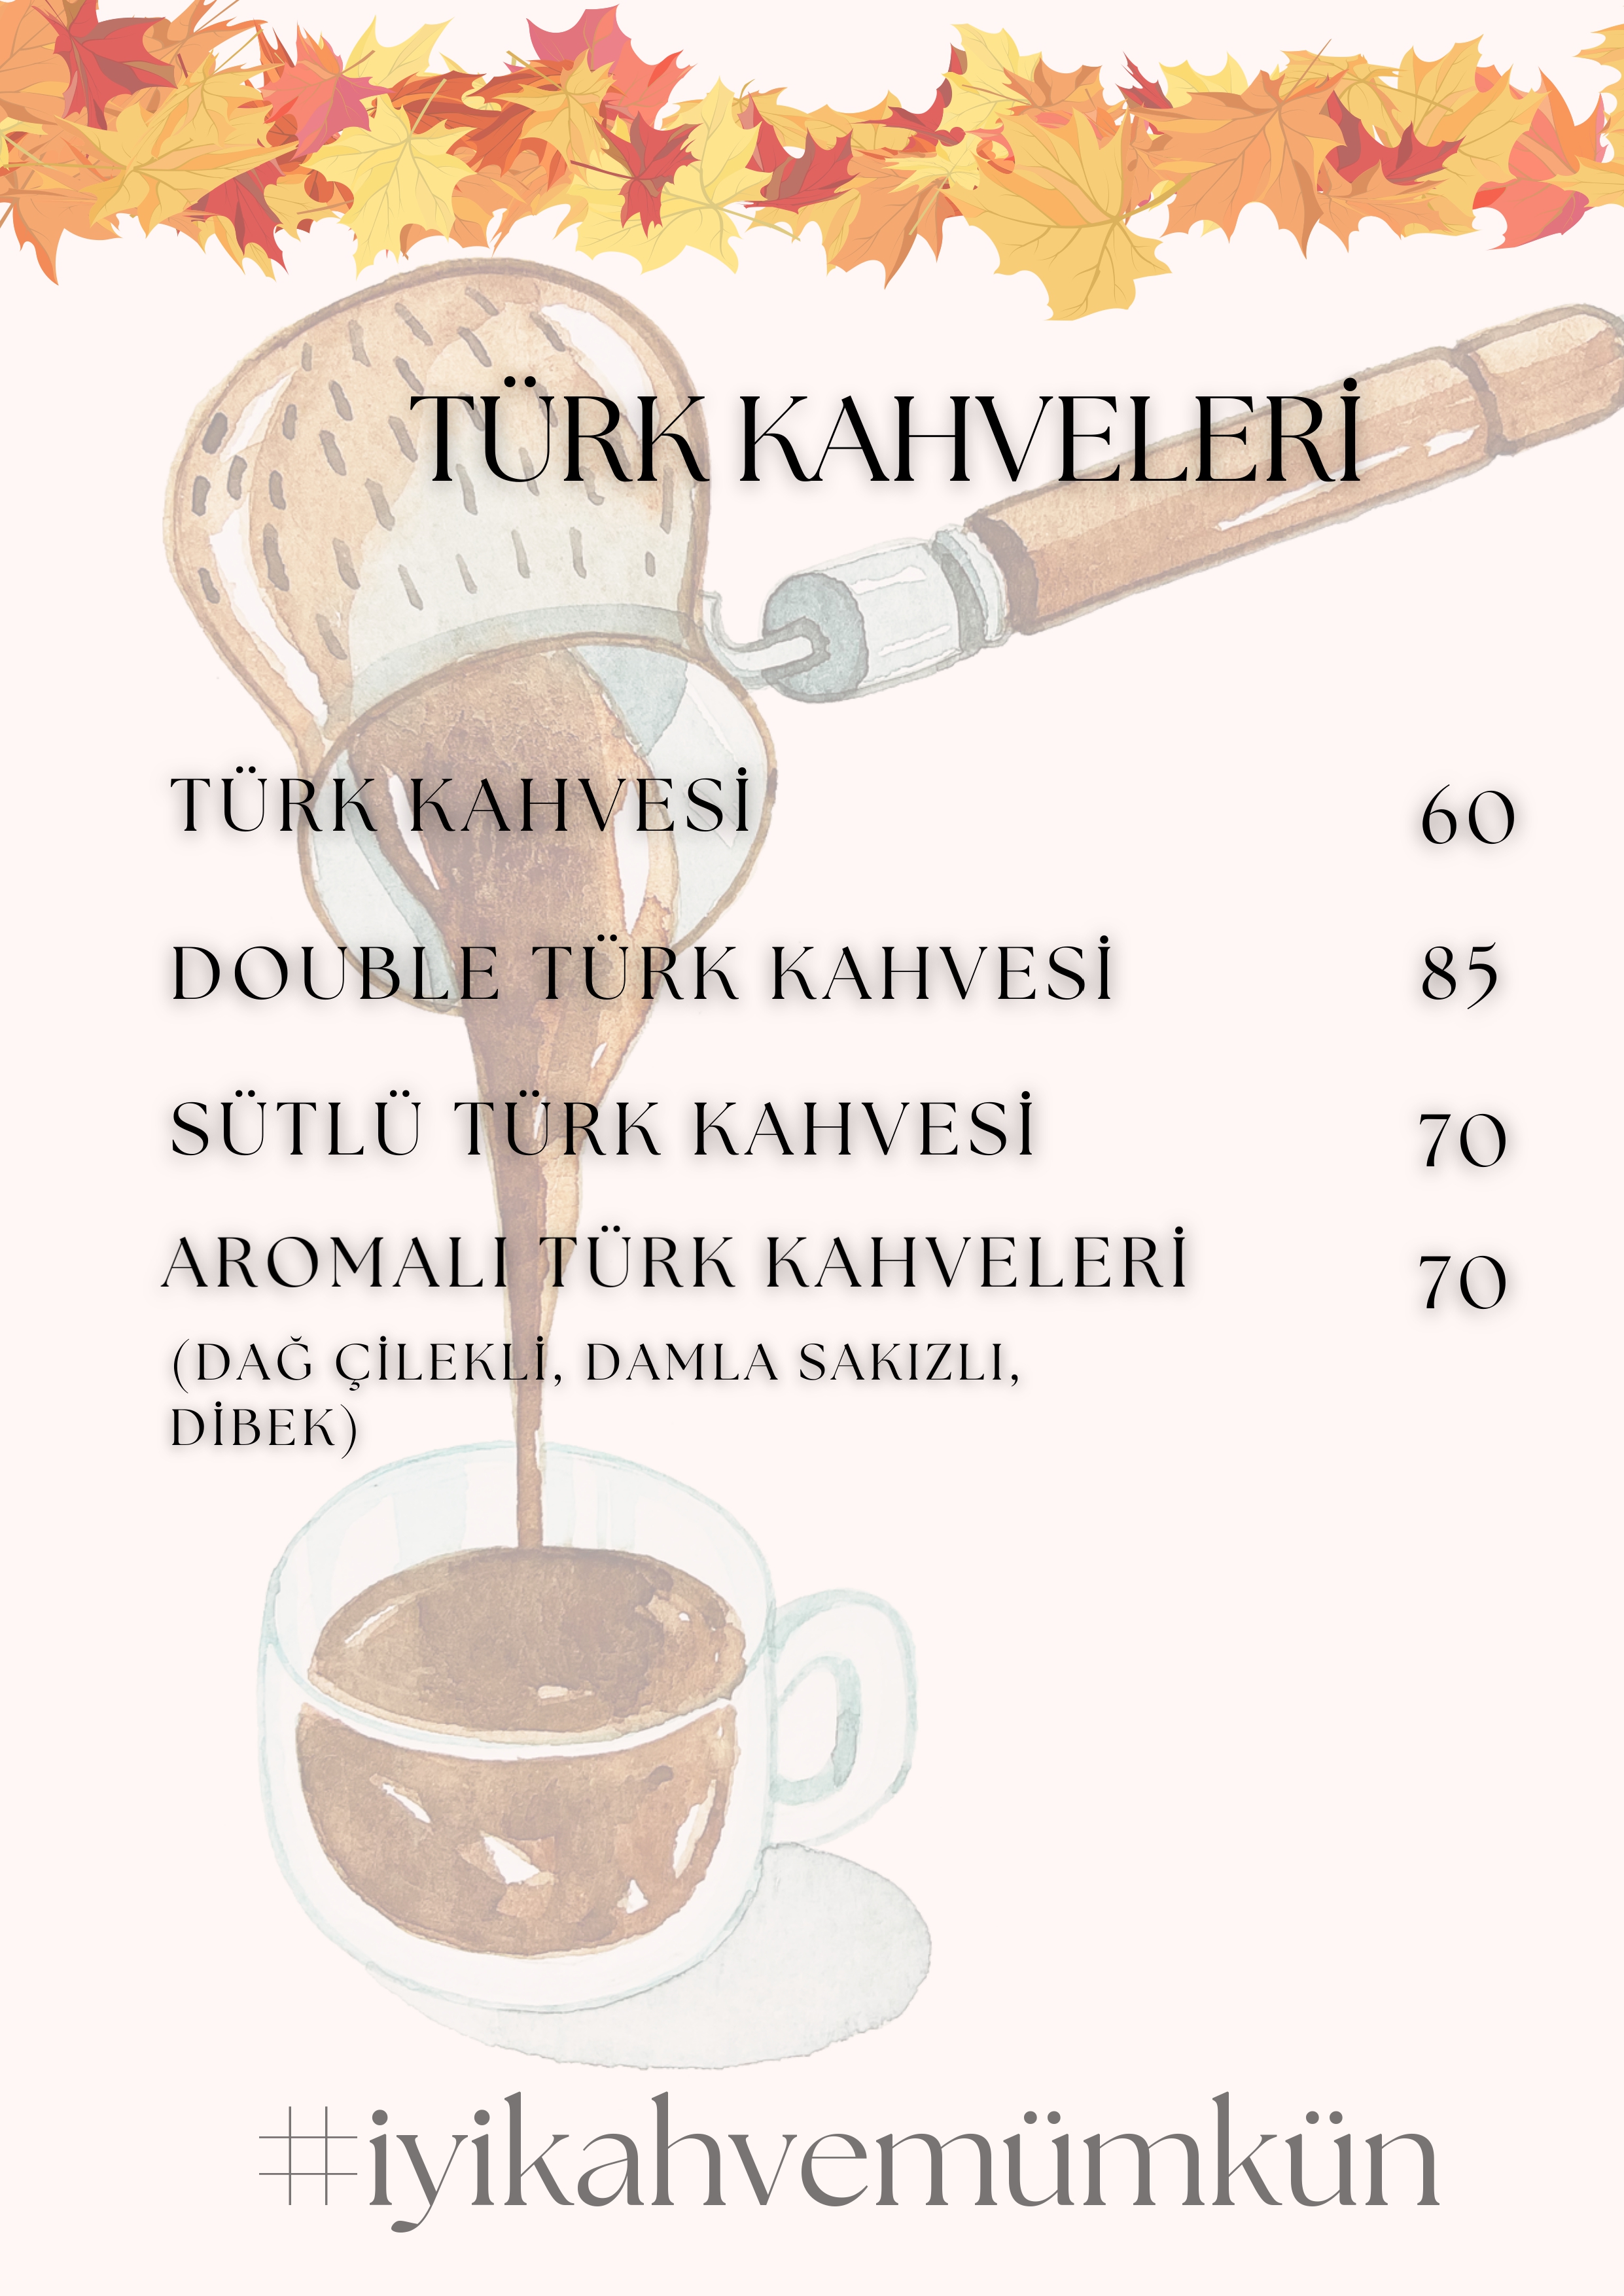 TÜRK KAHVELERİ
TÜRK KAHVESİ 60
DOUBLE TÜRK KAHVESİ 85
SÜTLÜ TÜRK KAHVESİ 70
AROMALI TÜRK KAHVELERİ 70
(DAĞ ÇİLEKLİ, DAMLA SAKIZLI,
DİBEK)
#iyikahvemümkün